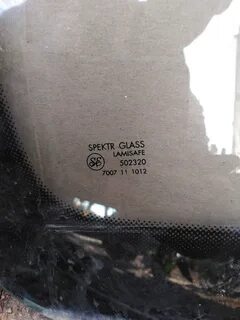 SPEKTR GLASS
LAMISAFE
502320
7007 11 1012